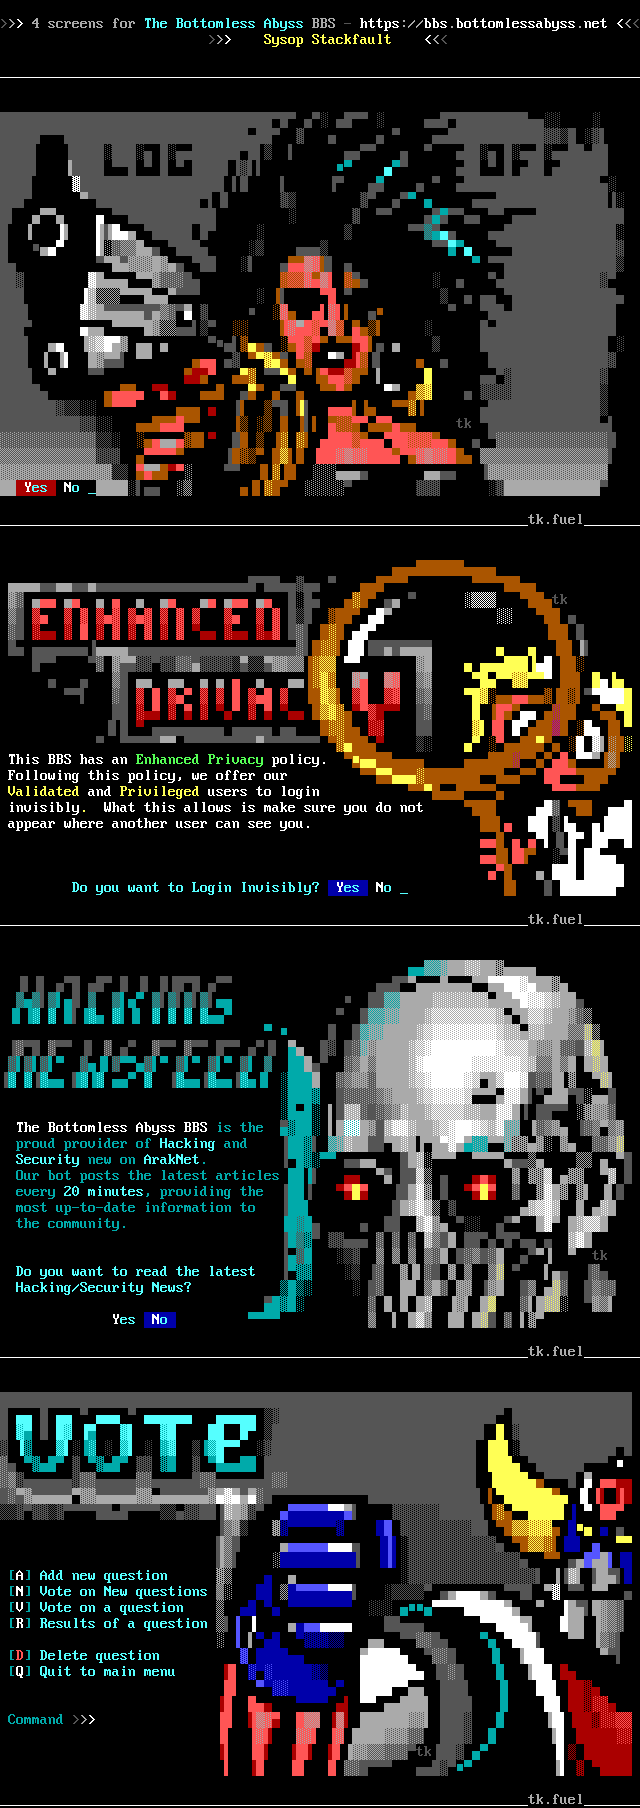 >>> 4 screens for The Bottomless Abyss BBS - https://bbs.bottomlessabyss.net <<<
>>> Sysop Stackfault <<<
LOG OFF
tk
Yes No _
tk.fuel
ENHANCED
tk
PRIVACY
This BBS has an Enhanced Privacy policy.
Following this policy, we offer our
Validated and Privileged users to login
invisibly. What this allows is make sure you do not
appear where another user can see you.
Do you want to Login Invisibly? Yes No _
tk.fuel
HACKING
NEWSFEED
The Bottomless Abyss BBS is the
proud provider of Hacking and
Security new on ArakNet.
Our bot posts the latest articles
every 20 minutes, providing the
most up-to-date information to
the community.
tk
Do you want to read the latest
Hacking/Security News?
Yes No
tk.fuel
VOTe
[A] Add new question
[N] Vote on New questions
[V] Vote on a question
[R] Results of a question
[D] Delete question
[Q] Quit to main menu
Command >>>
tk
tk.fuel